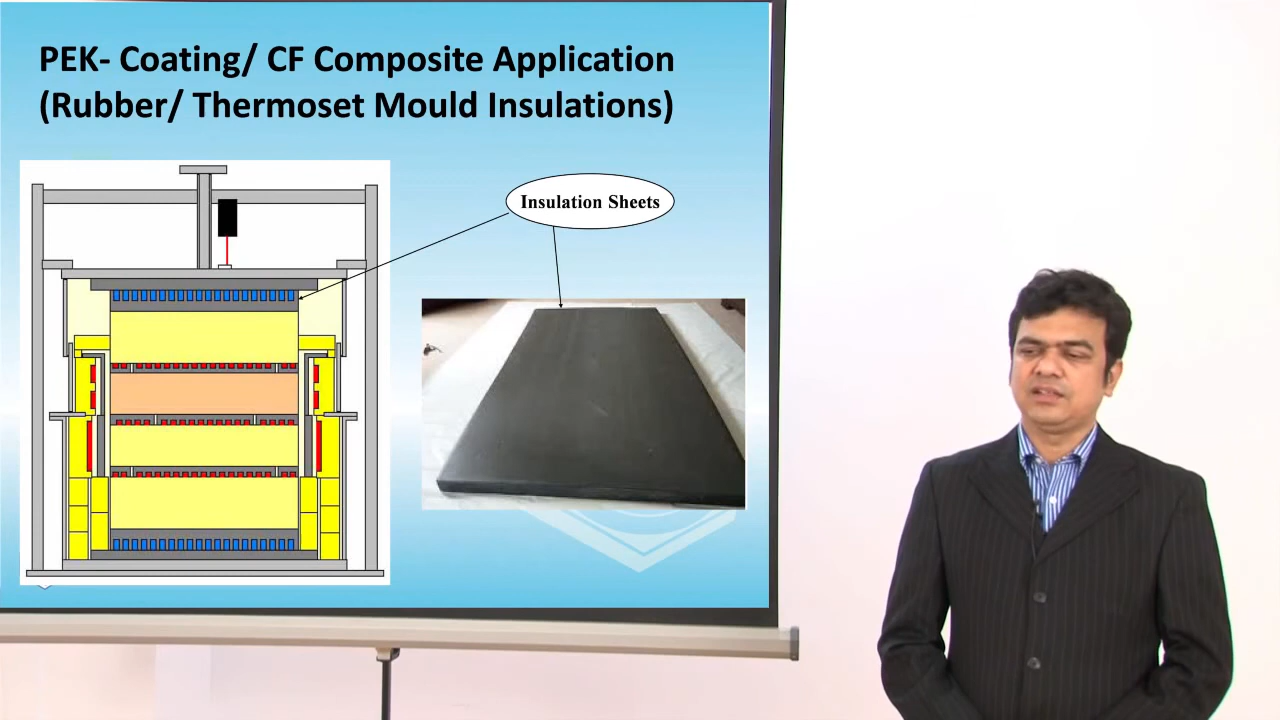 PEK- Coating/ CF Composite Application
(Rubber/ Thermoset Mould Insulations)
Insulation Sheets